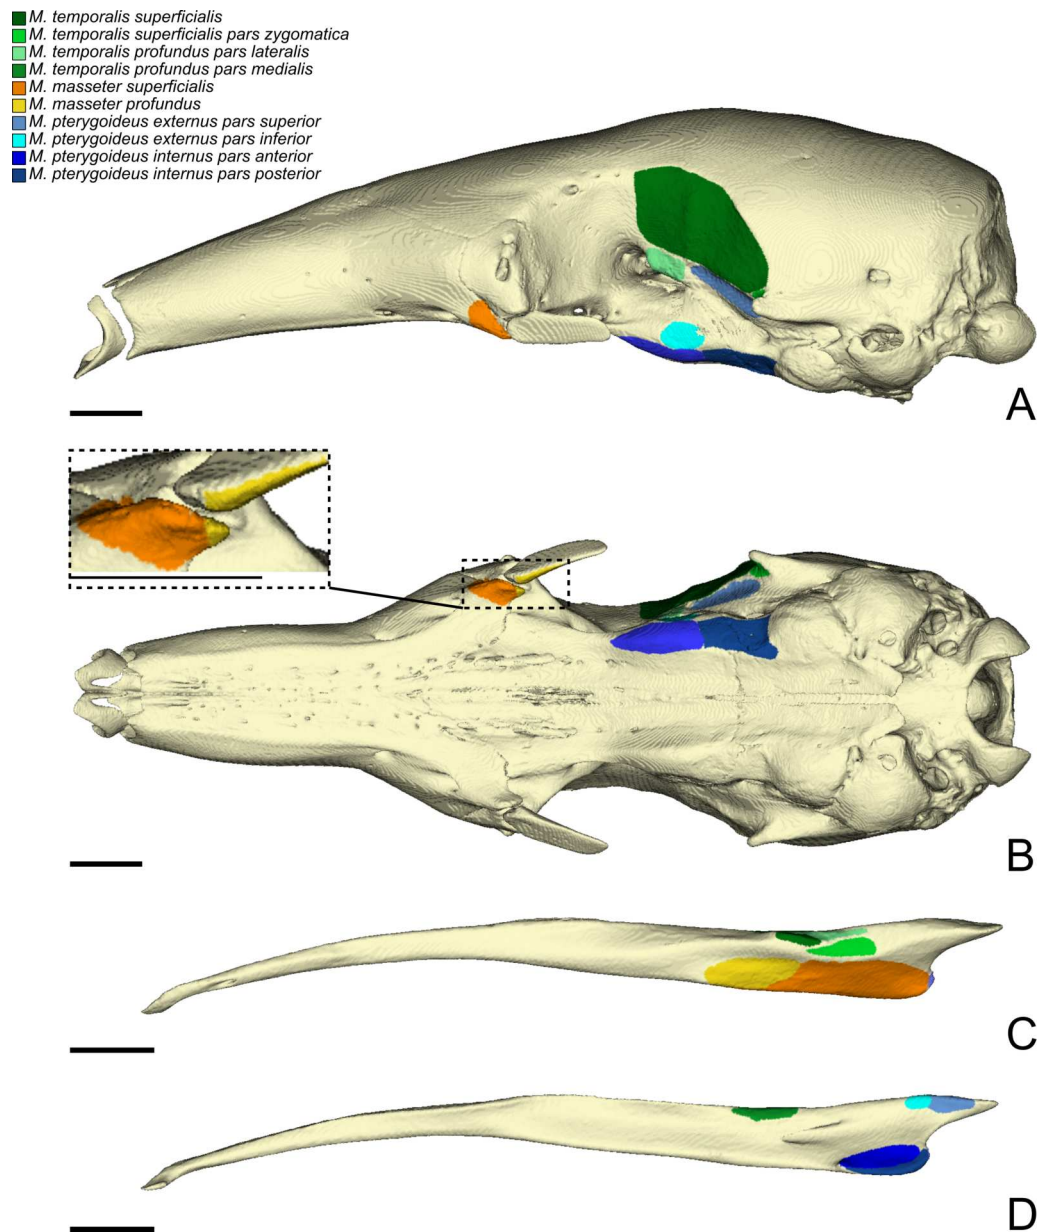 M. temporalis superficialis
M. temporalis superficialis pars zygomatica
M. temporalis profundus pars lateralis
M. temporalis profundus pars medialis
M. masseter superficialis
M. masseter profundus
M. pterygoideus externus pars superior
M. pterygoideus externus pars inferior
M. pterygoideus internus pars anterior
M. pterygoideus internus pars posterior
A
B
C
D